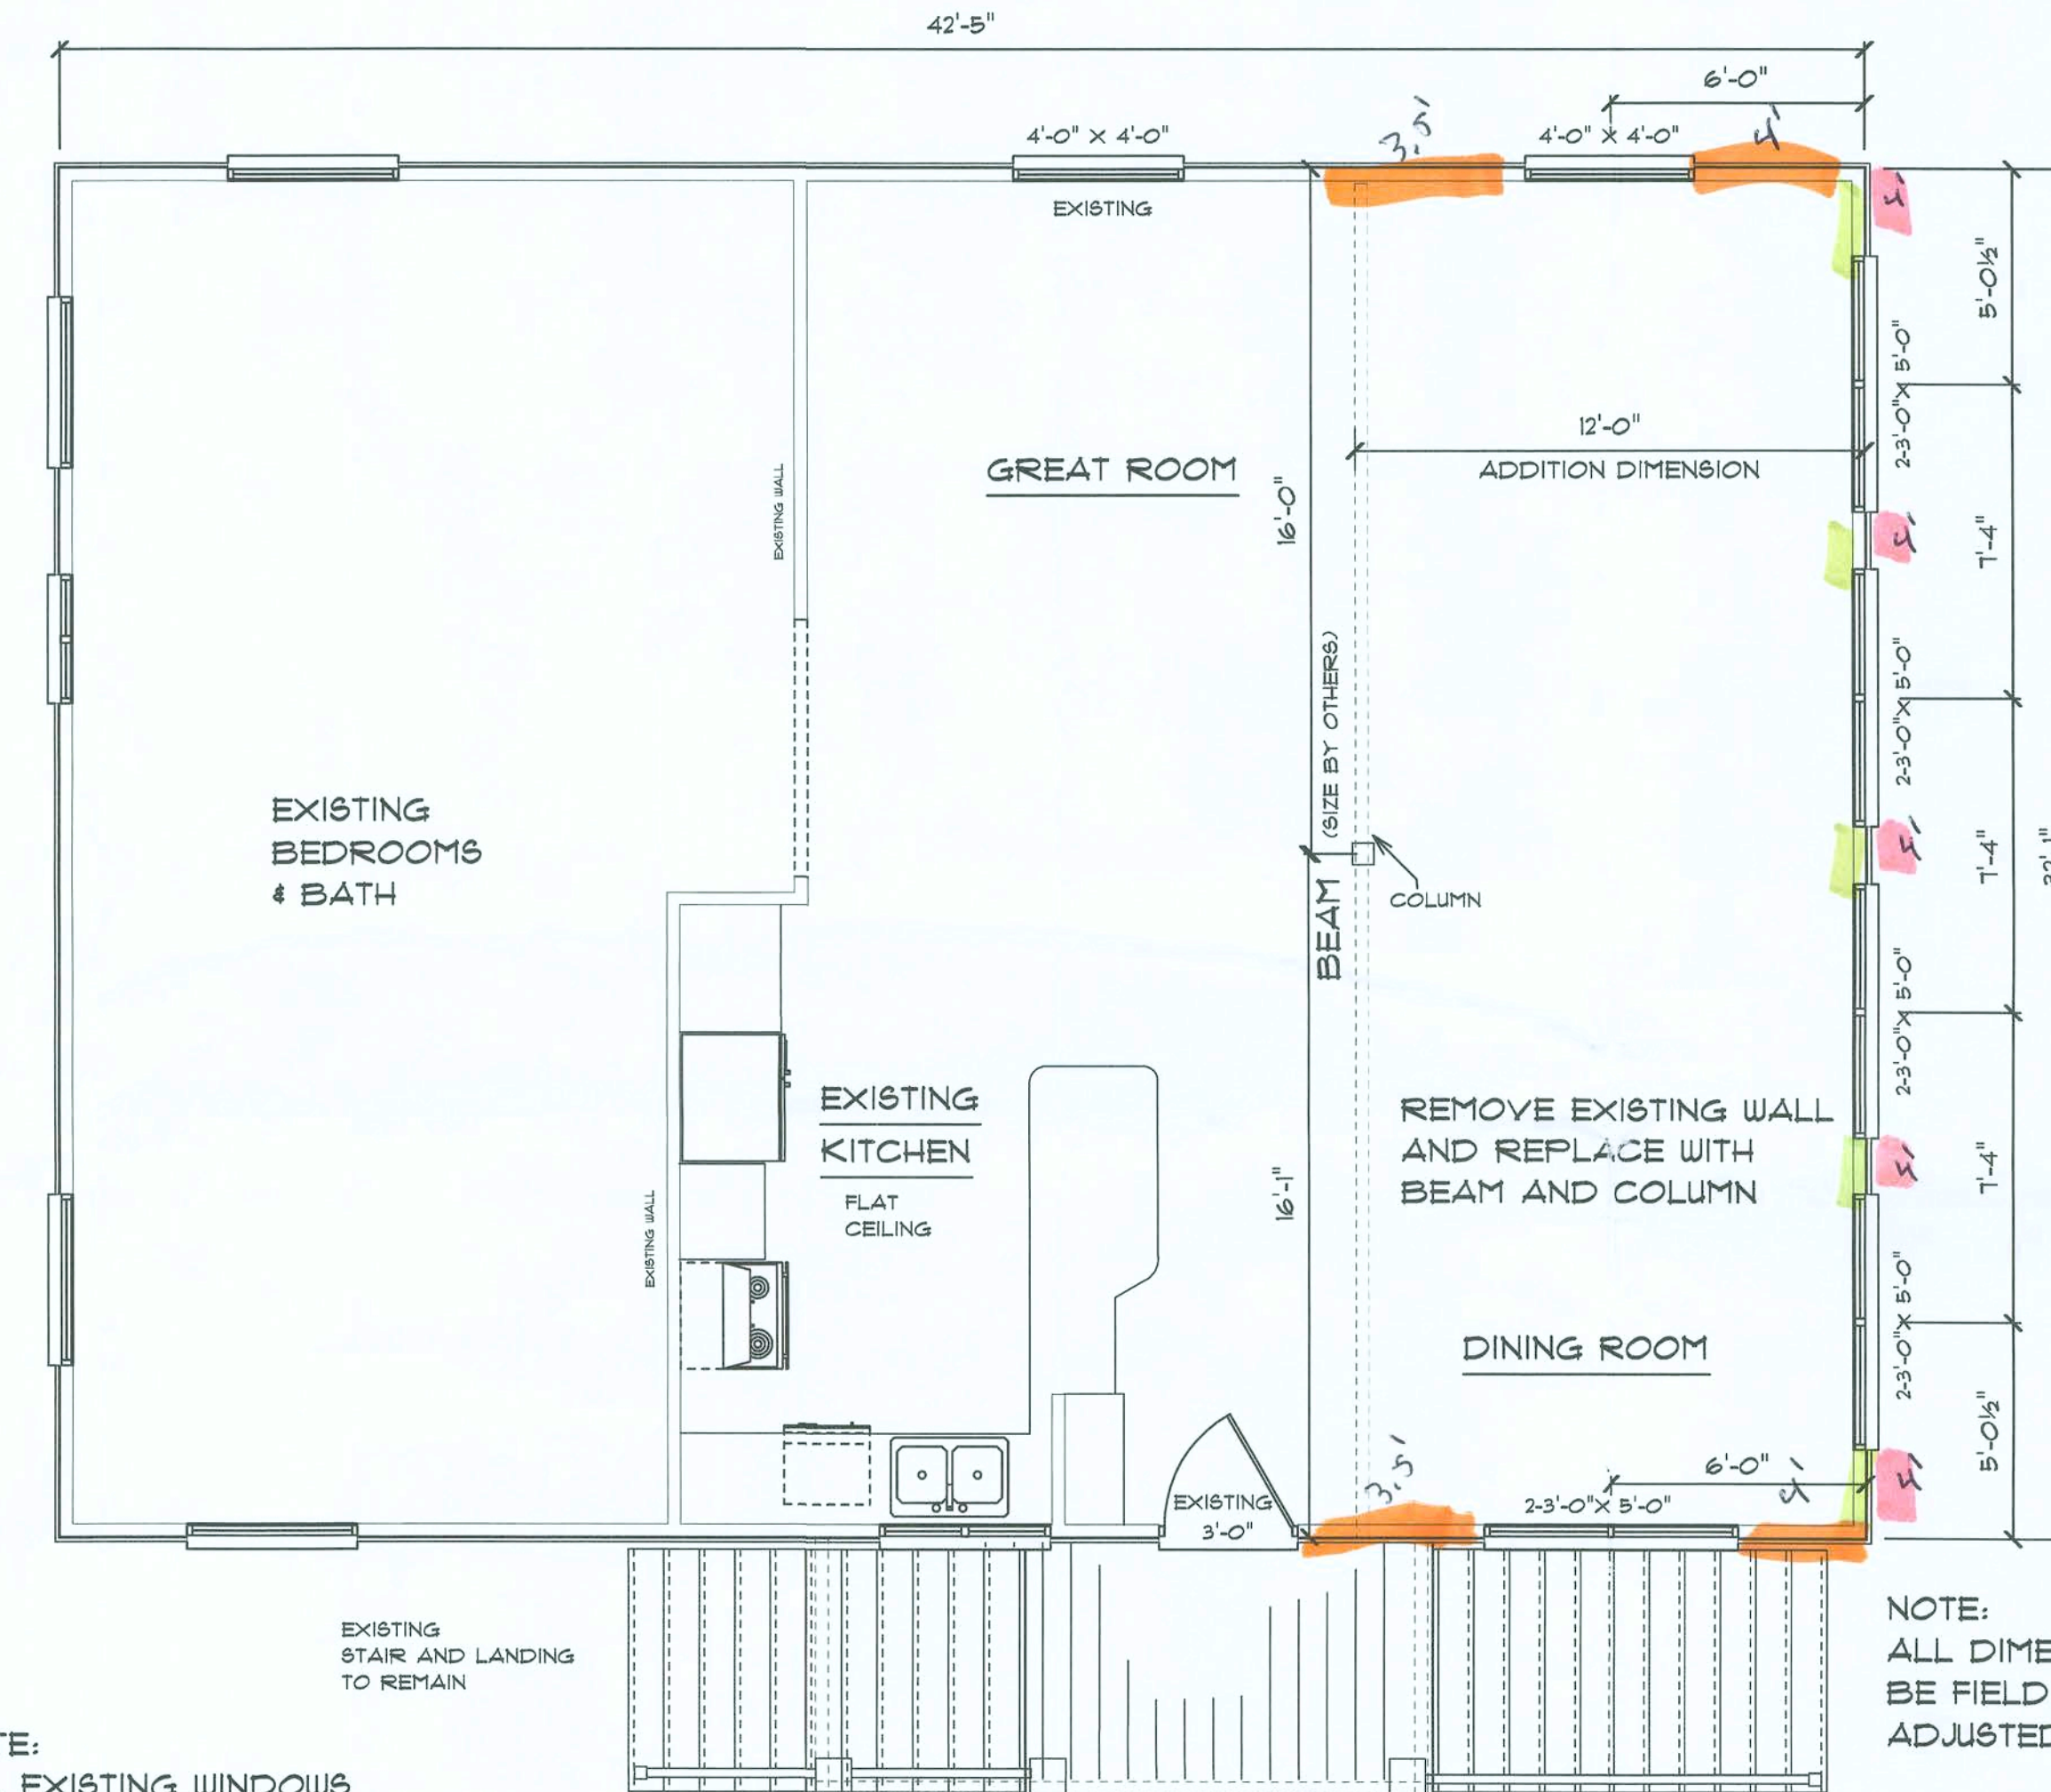 42'-5"
6'-0"
3.5'
4'
4'-0" X 4'-0"
4'-0" X 4'-0"
EXISTING
4'
5'-0½"
2-3'-0"X 5'-0"
12'-0"
ADDITION DIMENSION
GREAT ROOM
EXISTING WALL
16'-0"
4'
7'-4"
(SIZE BY OTHERS)
2-3'-0"X 5'-0"
EXISTING
BEDROOMS
& BATH
COLUMN
BEAM
4'
7'-4"
2-3'-0"X 5'-0"
EXISTING
KITCHEN
FLAT
CEILING
REMOVE EXISTING WALL
AND REPLACE WITH
BEAM AND COLUMN
EXISTING WALL
16'-1"
4'
7'-4"
2-3'-0"X 5'-0"
DINING ROOM
5'-0½"
3.5'
6'-0"
4'
4'
EXISTING
3'-0"
2-3'-0"X 5'-0"
EXISTING
STAIR AND LANDING
TO REMAIN
NOTE:
ALL DIME
BE FIELD
ADJUSTED
TE:
EXISTING WINDOWS